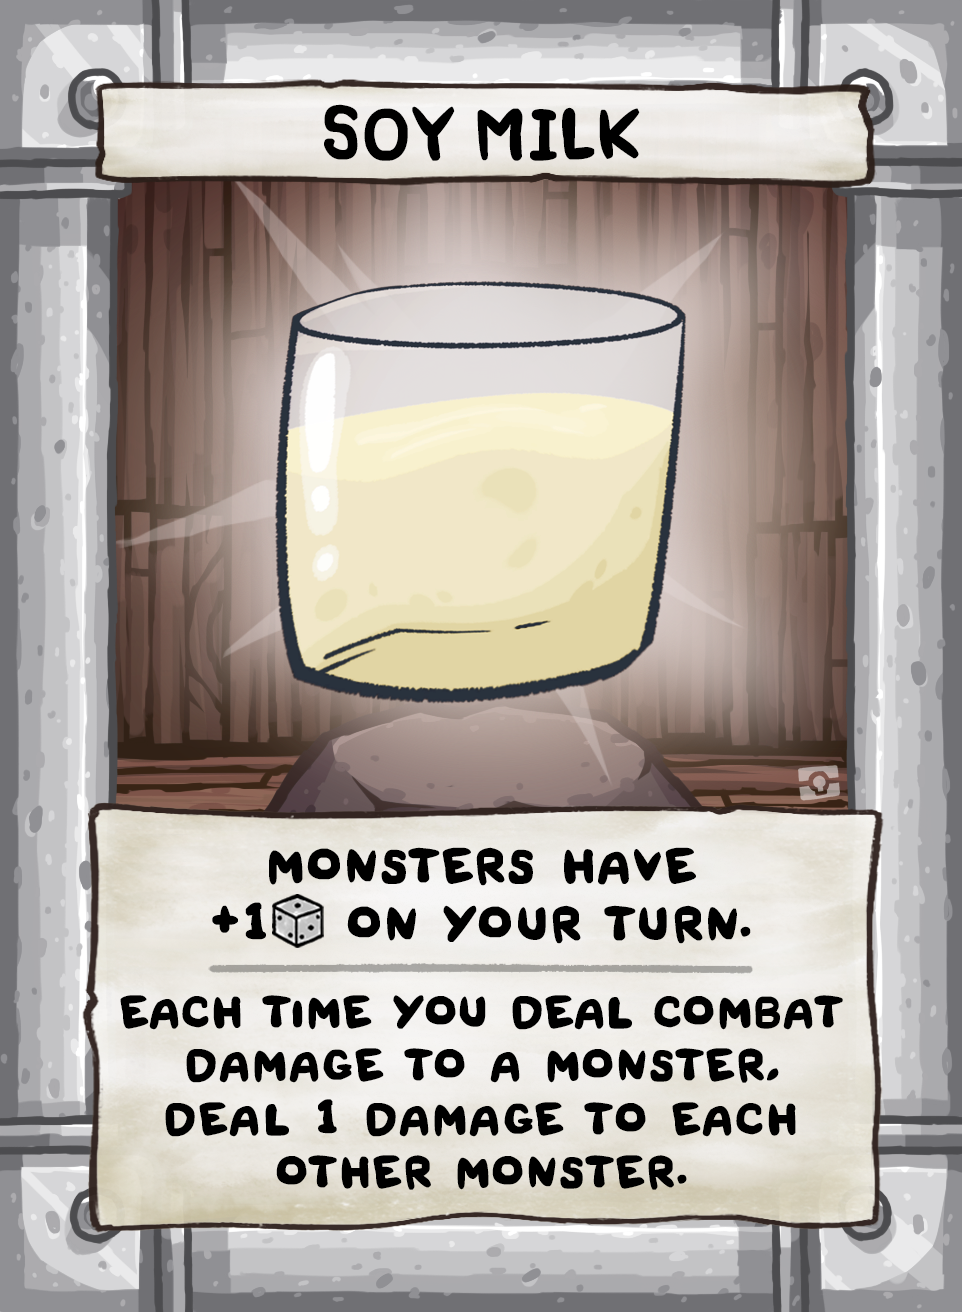 SOY MILK
MONSTERS HAVE
+1 ON YOUR TURN.
EACH TIME YOU DEAL COMBAT
DAMAGE TO A MONSTER,
DEAL 1 DAMAGE TO EACH
OTHER MONSTER.